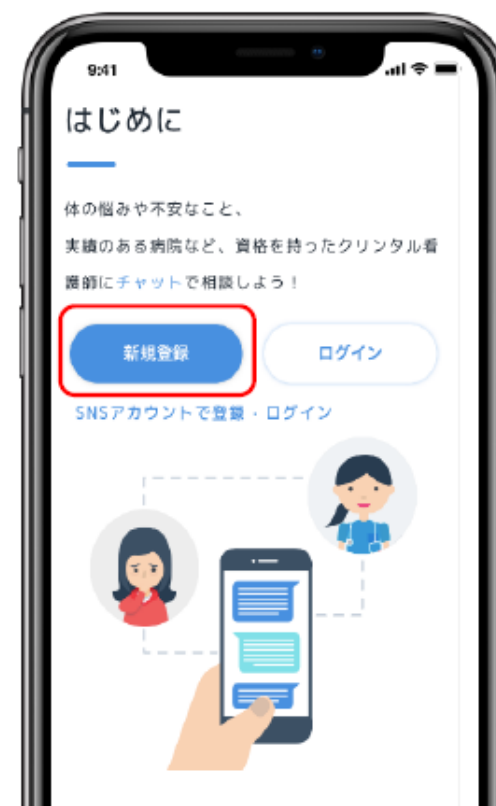 9:41
はじめに
体の悩みや不安なこと、
実績のある病院など、資格を持ったクリンタル看
護師にチャットで相談しよう！
新規登録
ログイン
SNSアカウントで登録・ログイン